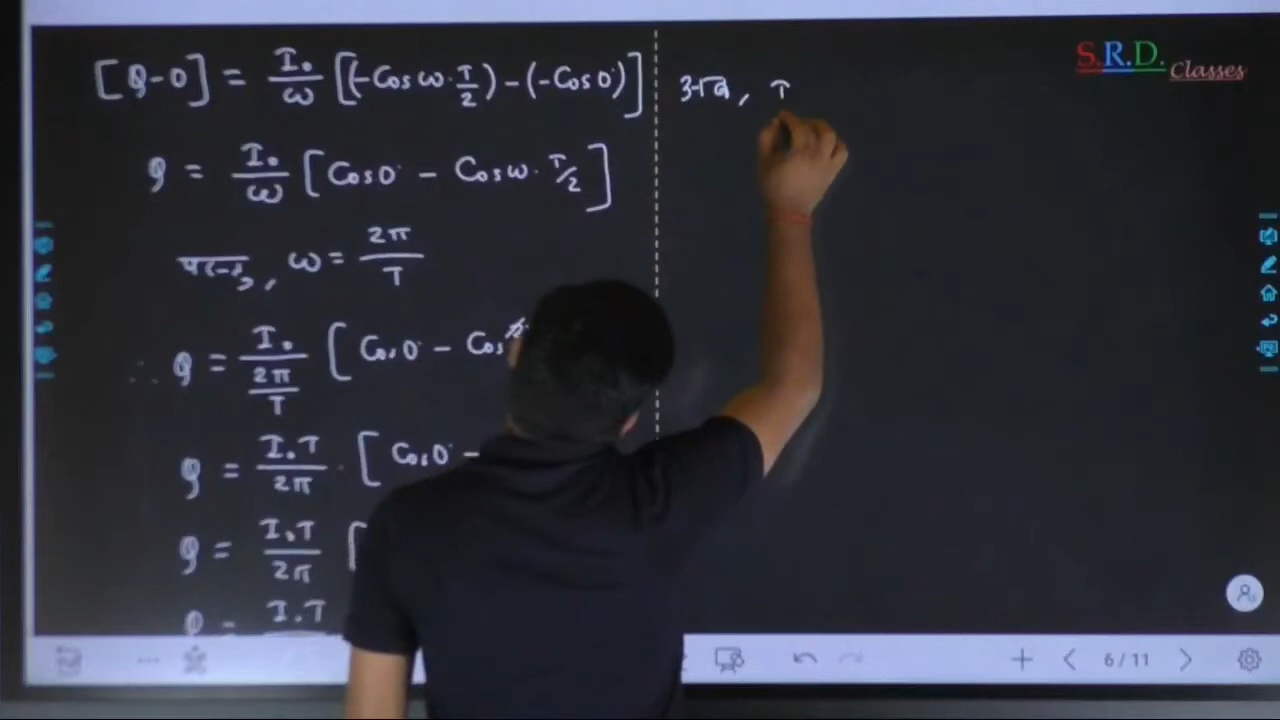 [q-0] = I₀/ω [(-Cos ω·T/2) - (-Cos 0°)]
q = I₀/ω [Cos 0° - Cos ω·T/2]
परन्तु, ω = 2π/T
∴ q = I₀/(2π/T) [Cos 0° - Cos
q = I₀T/2π · [Cos 0° -
q = I₀T/2π [
q = I₀T
अब, I
S.R.D. Classes
6/11